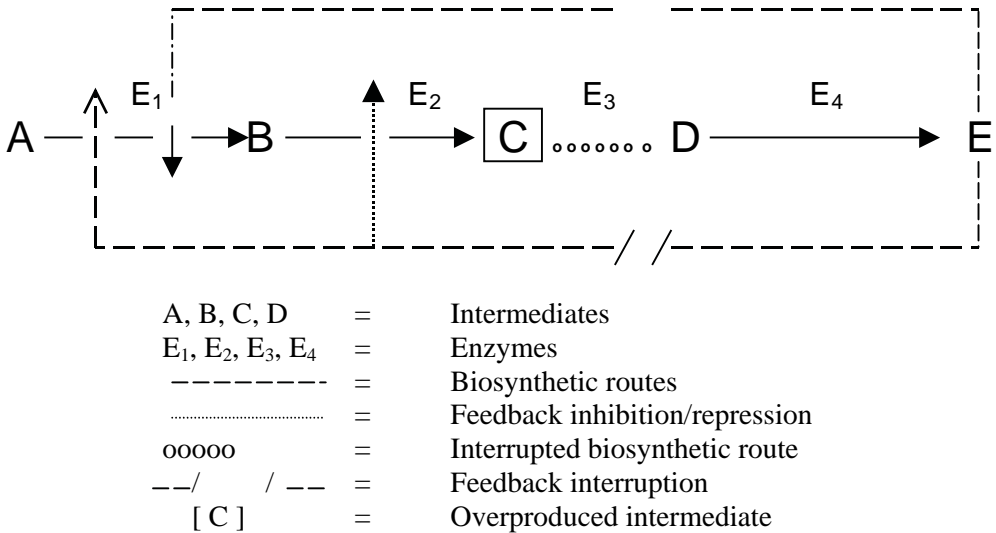 E₁ E₂ E₃ E₄
A B C oooooo o D E
A, B, C, D = Intermediates
E₁, E₂, E₃, E₄ = Enzymes
−−−−−−−− = Biosynthetic routes
.................................. = Feedback inhibition/repression
ooooo = Interrupted biosynthetic route
−−/ / −− = Feedback interruption
[ C ] = Overproduced intermediate